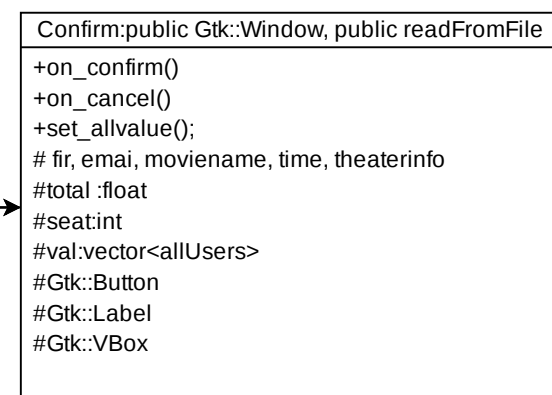 Confirm:public Gtk::Window, public readFromFile
+on_confirm()
+on_cancel()
+set_allvalue();
# fir, emai, moviename, time, theaterinfo
#total :float
#seat:int
#val:vector<allUsers>
#Gtk::Button
#Gtk::Label
#Gtk::VBox